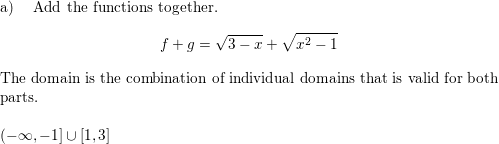 a) Add the functions together.
f + g = √(3 − x) + √(x² − 1)
The domain is the combination of individual domains that is valid for both
parts.
(−∞, −1] ∪ [1, 3]